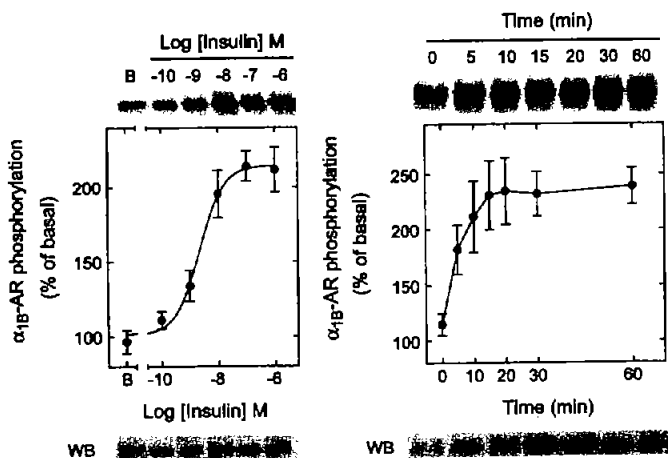 Log [Insulin] M
B -10 -9 -8 -7 -6
α1B-AR phosphorylation
(% of basal)
200
150
100
B -10 -8 -6
Log [Insulin] M
WB
Time (min)
0 5 10 15 20 30 60
α1B-AR phosphorylation
(% of basal)
250
200
150
100
0 10 20 30 60
Time (min)
WB